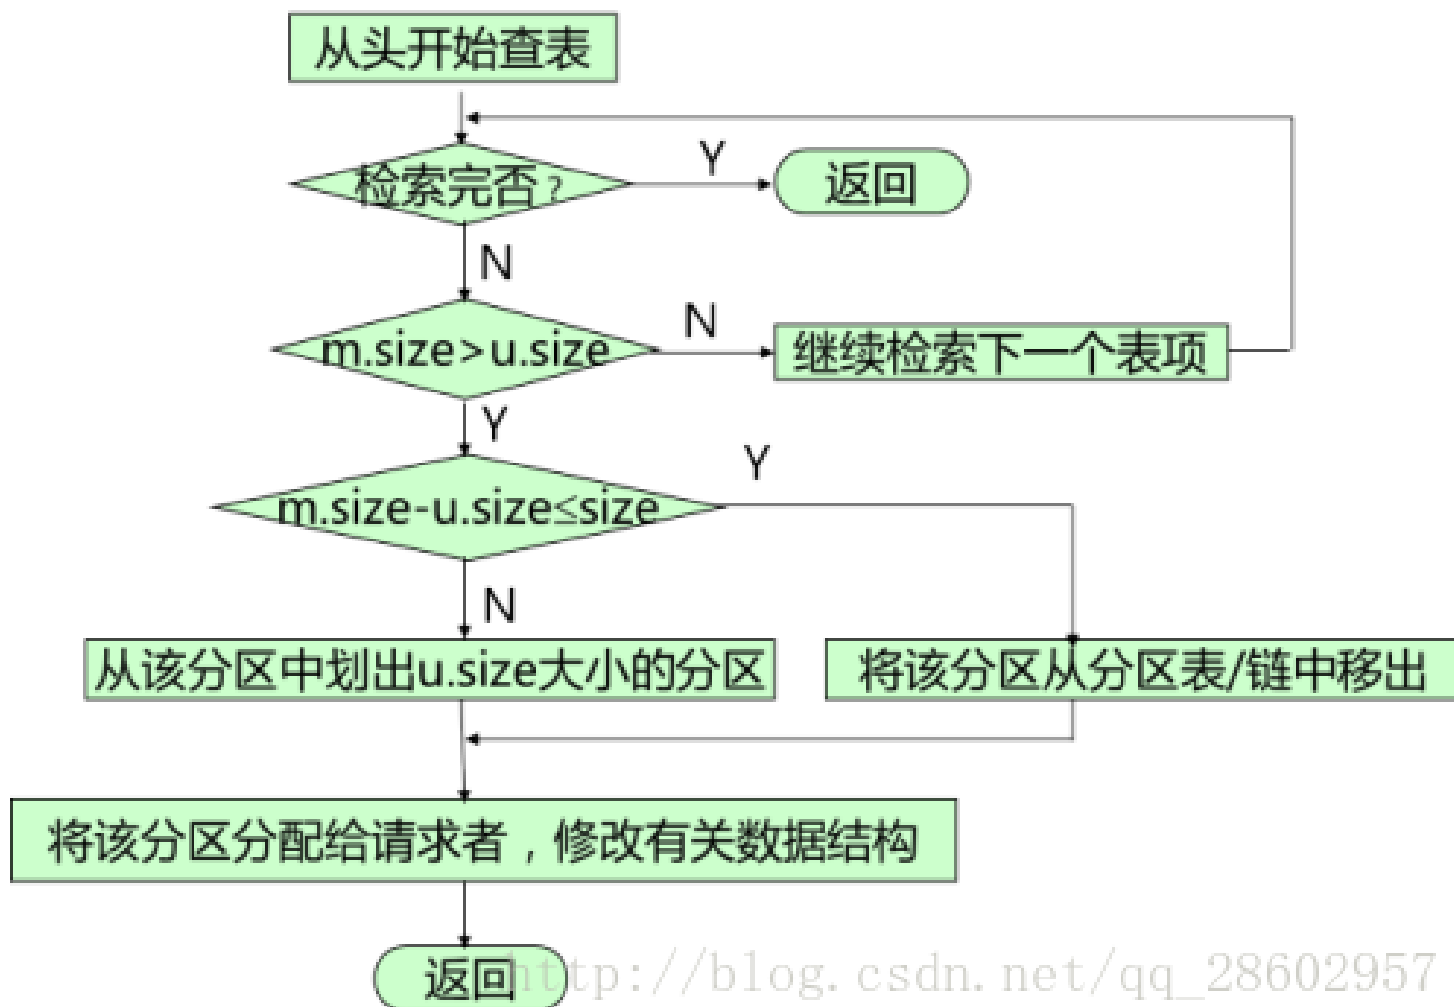 从头开始查表
检索完否？
Y
返回
N
m.size>u.size
N
继续检索下一个表项
Y
m.size-u.size≤size
Y
N
从该分区中划出u.size大小的分区
将该分区从分区表/链中移出
将该分区分配给请求者，修改有关数据结构
返回
http://blog.csdn.net/qq_28602957